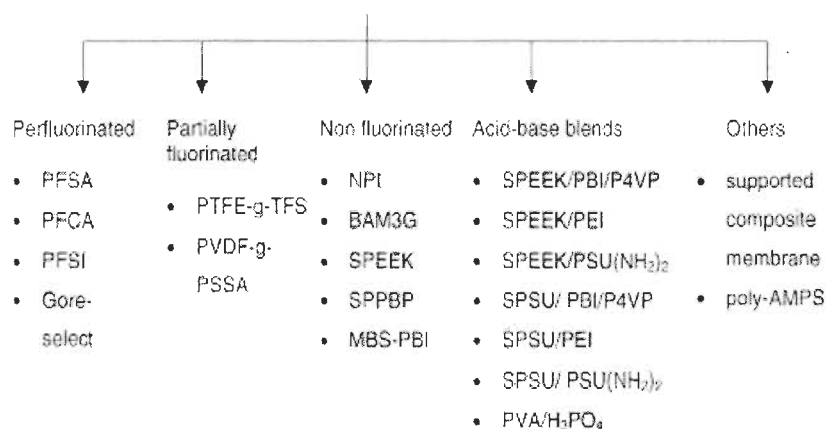 Perfluorinated
• PFSA
• PFCA
• PFSI
• Gore-
select
Partially
fluorinated
• PTFE-g-TFS
• PVDF-g-
PSSA
Non fluorinated
• NPI
• BAM3G
• SPEEK
• SPPBP
• MBS-PBI
Acid-base blends
• SPEEK/PBI/P4VP
• SPEEK/PEI
• SPEEK/PSU(NH₂)₂
• SPSU/ PBI/P4VP
• SPSU/PEI
• SPSU/ PSU(NH₂)₂
• PVA/H₃PO₄
Others
• supported
composite
membrane
• poly-AMPS